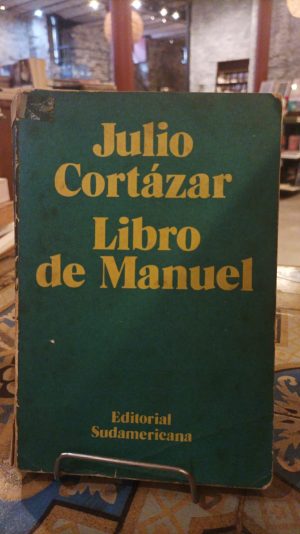 Julio
Cortázar
Libro
de Manuel
Editorial
Sudamericana